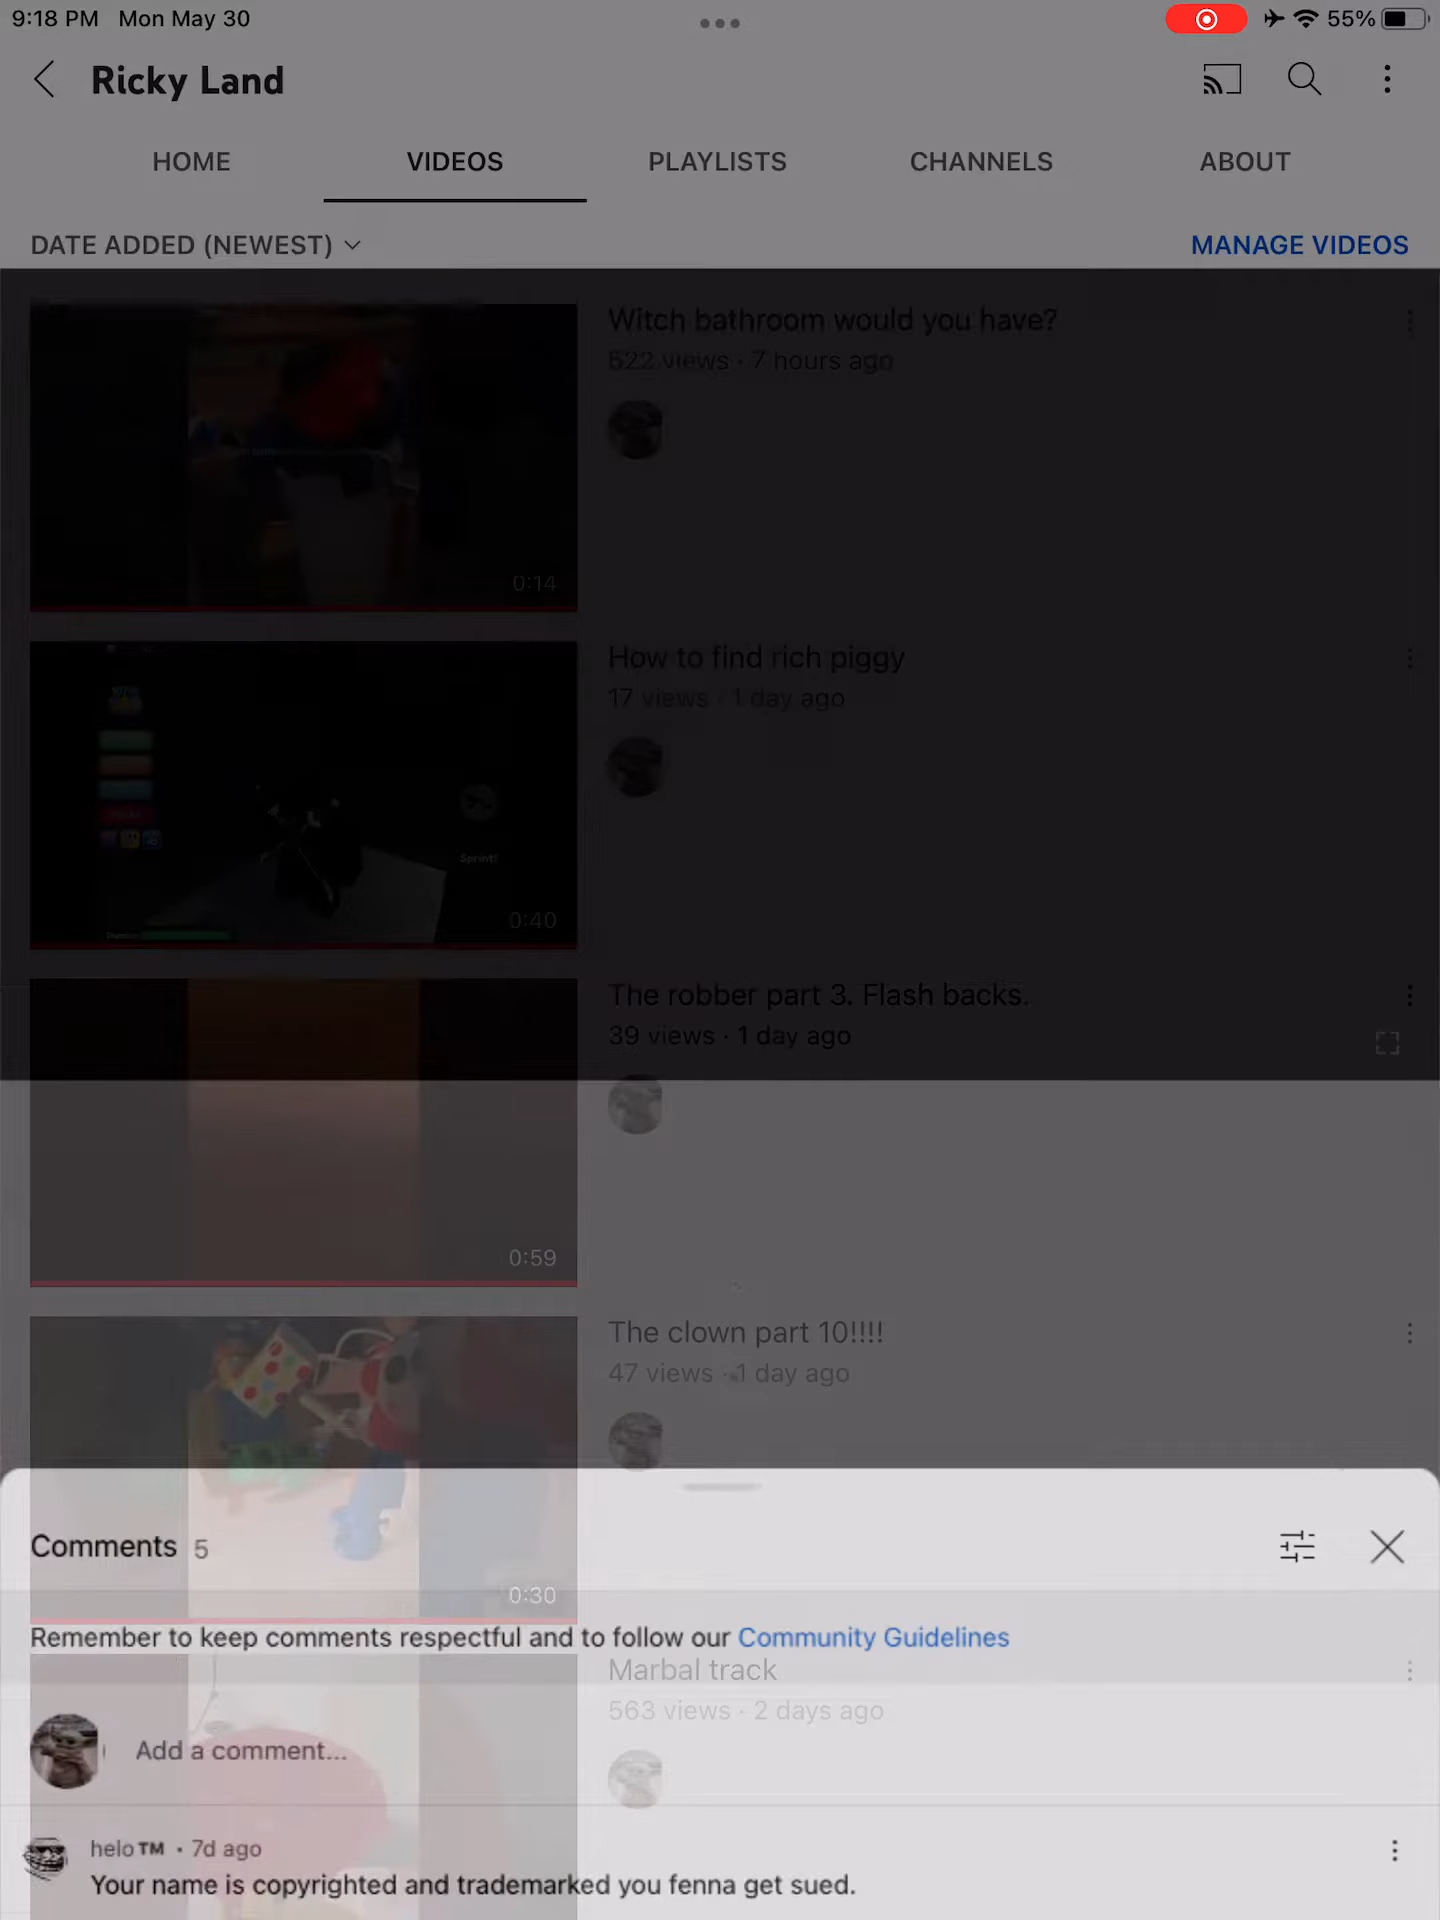 9:18 PM Mon May 30
55%
Ricky Land
HOME VIDEOS PLAYLISTS CHANNELS ABOUT
DATE ADDED (NEWEST)
MANAGE VIDEOS
Witch bathroom would you have?
522 views · 7 hours ago
0:14
How to find rich piggy
17 views · 1 day ago
Sprint!
0:40
The robber part 3. Flash backs.
39 views · 1 day ago
0:59
The clown part 10!!!!
47 views · 1 day ago
Comments 5
0:30
Remember to keep comments respectful and to follow our Community Guidelines
Marbal track
563 views · 2 days ago
Add a comment...
helo™ · 7d ago
Your name is copyrighted and trademarked you fenna get sued.